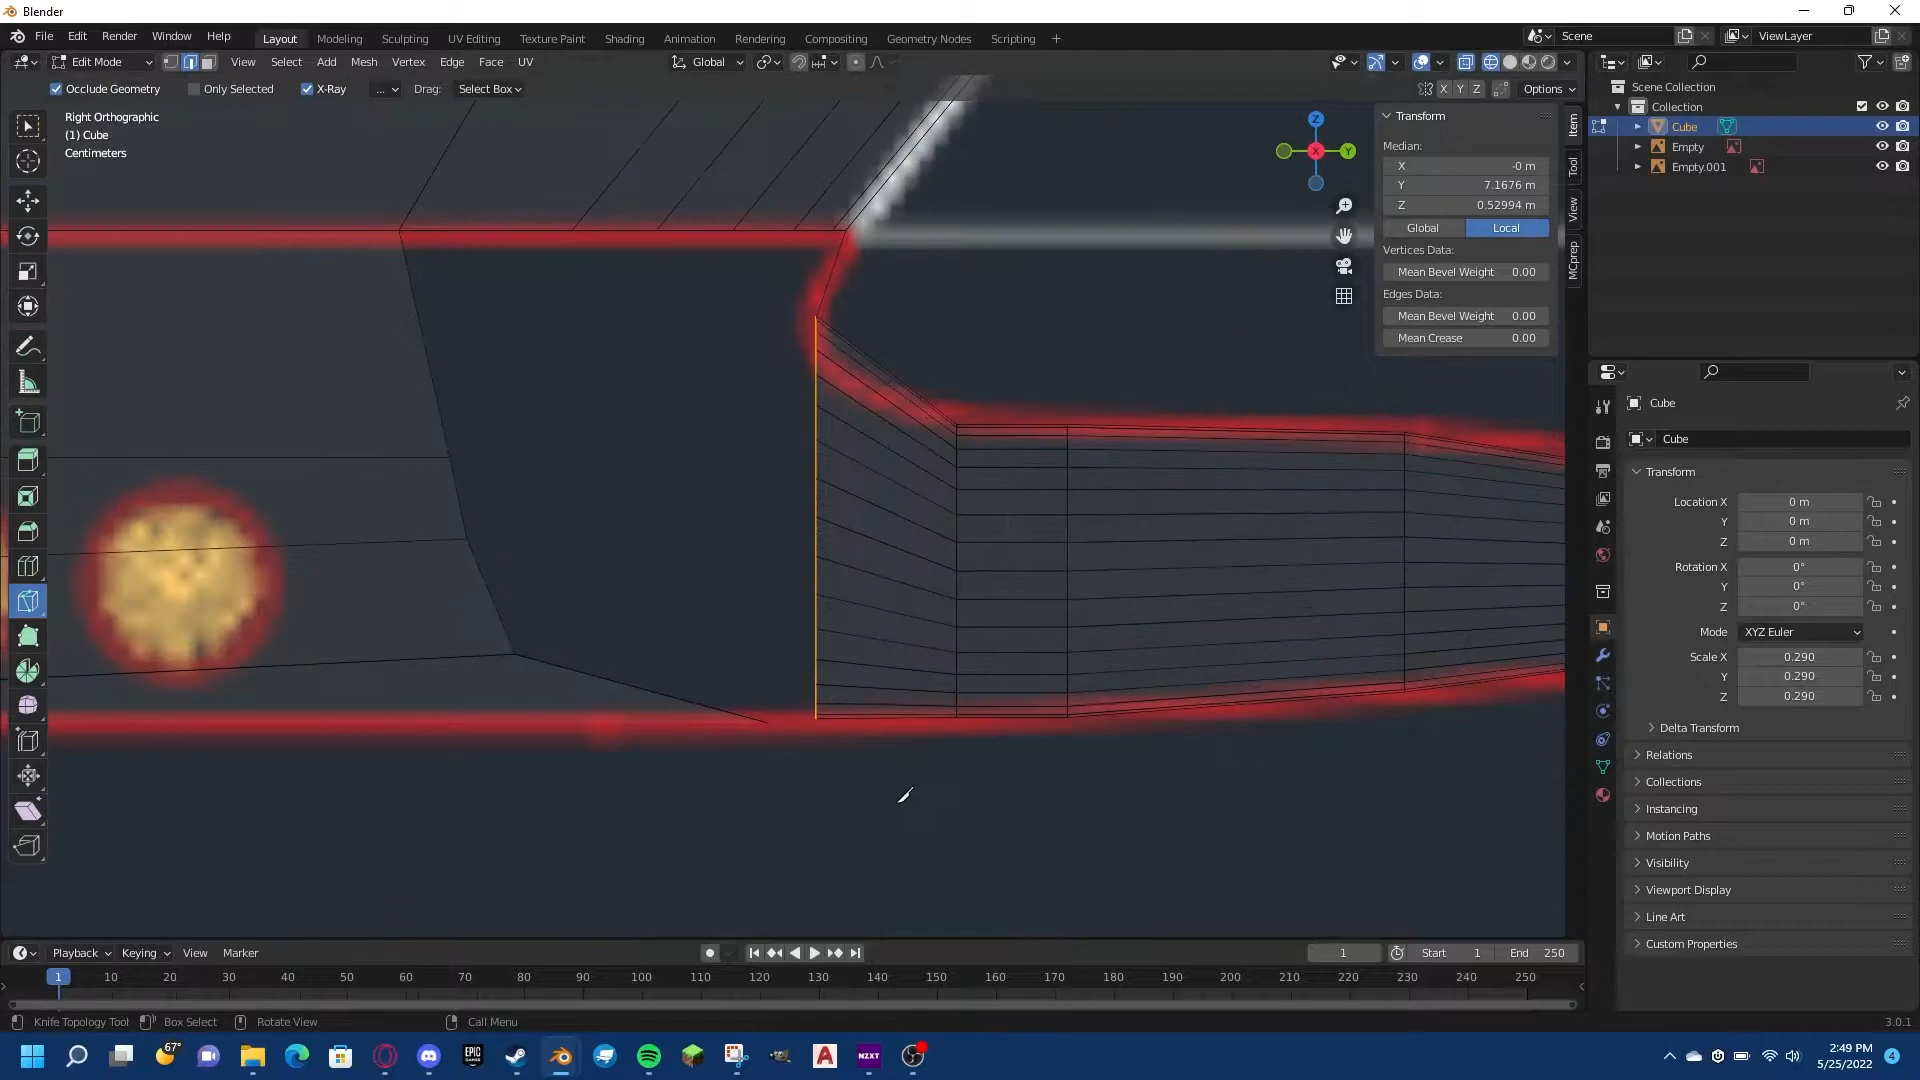 Blender
File Edit Render Window Help
Layout Modeling Sculpting UV Editing Texture Paint Shading Animation Rendering Compositing Geometry Nodes Scripting +
Scene ViewLayer
Edit Mode View Select Add Mesh Vertex Edge Face UV Global
Occlude Geometry Only Selected X-Ray ... Drag: Select Box X Y Z Options
Right Orthographic
(1) Cube
Centimeters
Z
Y
X
Transform
Median:
X -0 m
Y 7.1676 m
Z 0.52994 m
Global Local
Vertices Data:
Mean Bevel Weight 0.00
Edges Data:
Mean Bevel Weight 0.00
Mean Crease 0.00
Item
Tool
View
MCprep
Scene Collection
Collection
Cube
Empty
Empty.001
Cube
Cube
Transform
Location X 0 m
Y 0 m
Z 0 m
Rotation X 0°
Y 0°
Z 0°
Mode XYZ Euler
Scale X 0.290
Y 0.290
Z 0.290
Delta Transform
Relations
Collections
Instancing
Motion Paths
Visibility
Viewport Display
Line Art
Custom Properties
Playback Keying View Marker
1 Start 1 End 250
1 10 20 30 40 50 60 70 80 90 100 110 120 130 140 150 160 170 180 190 200 210 220 230 240 250
Knife Topology Tool Box Select Rotate View Call Menu 3.0.1
67°
EPIC GAMES
A
NZXT
2:49 PM
5/25/2022
4